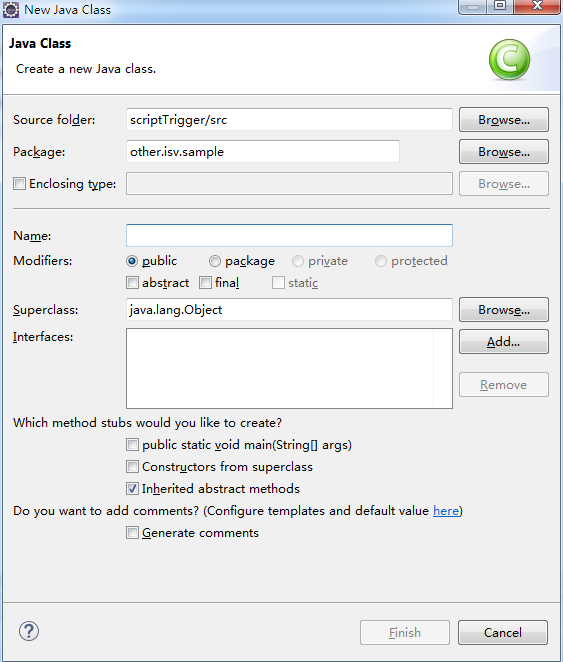 New Java Class
Java Class
Create a new Java class.
C
Source folder: scriptTrigger/src Browse...
Package: other.isv.sample Browse...
Enclosing type: Browse...
Name:
Modifiers: public package private protected
abstract final static
Superclass: java.lang.Object Browse...
Interfaces: Add...
Remove
Which method stubs would you like to create?
public static void main(String[] args)
Constructors from superclass
Inherited abstract methods
Do you want to add comments? (Configure templates and default value here)
Generate comments
? Finish Cancel